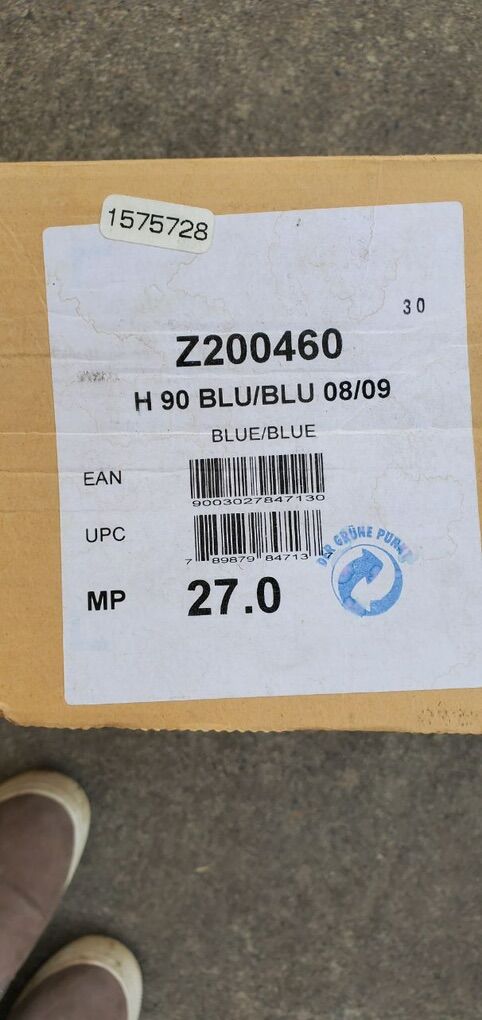 1575728
30
Z200460
H 90 BLU/BLU 08/09
BLUE/BLUE
EAN
9003027847130
UPC
7 89879 84713 7
DER GRÜNE PUNKT
MP 27.0